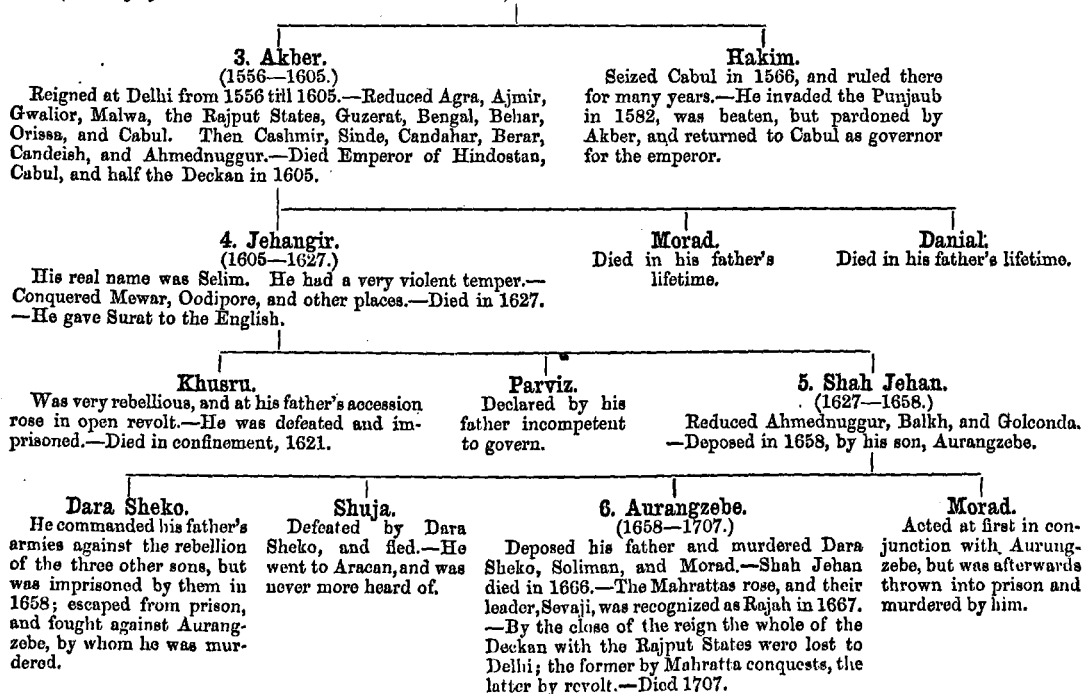 3. Akber.
(1556—1605.)
Reigned at Delhi from 1556 till 1605.—Reduced Agra, Ajmir,
Gwalior, Malwa, the Rajput States, Guzerat, Bengal, Behar,
Orissa, and Cabul. Then Cashmir, Sinde, Candahar, Berar,
Candeish, and Ahmednuggur.—Died Emperor of Hindostan,
Cabul, and half the Deckan in 1605.
Hakim.
Seized Cabul in 1566, and ruled there
for many years.—He invaded the Punjaub
in 1582, was beaten, but pardoned by
Akber, and returned to Cabul as governor
for the emperor.
4. Jehangir.
(1605—1627.)
His real name was Selim. He had a very violent temper.—
Conquered Mewar, Oodipore, and other places.—Died in 1627.
—He gave Surat to the English.
Morad.
Died in his father's
lifetime.
Danial.
Died in his father's lifetime.
Khusru.
Was very rebellious, and at his father's accession
rose in open revolt.—He was defeated and im-
prisoned.—Died in confinement, 1621.
Parviz.
Declared by his
father incompetent
to govern.
5. Shah Jehan.
(1627—1658.)
Reduced Ahmednuggur, Balkh, and Golconda.
—Deposed in 1658, by his son, Aurangzebe.
Dara Sheko.
He commanded his father's
armies against the rebellion
of the three other sons, but
was imprisoned by them in
1658; escaped from prison,
and fought against Aurang-
zebe, by whom he was mur-
dered.
Shuja.
Defeated by Dara
Sheko, and fled.—He
went to Aracan, and was
never more heard of.
6. Aurangzebe.
(1658—1707.)
Deposed his father and murdered Dara
Sheko, Soliman, and Morad.—Shah Jehan
died in 1666.—The Mahrattas rose, and their
leader, Sevaji, was recognized as Rajah in 1667.
—By the close of the reign the whole of the
Deckan with the Rajput States were lost to
Delhi; the former by Mahratta conquests, the
latter by revolt.—Died 1707.
Morad.
Acted at first in con-
junction with Aurung-
zebe, but was afterwards
thrown into prison and
murdered by him.